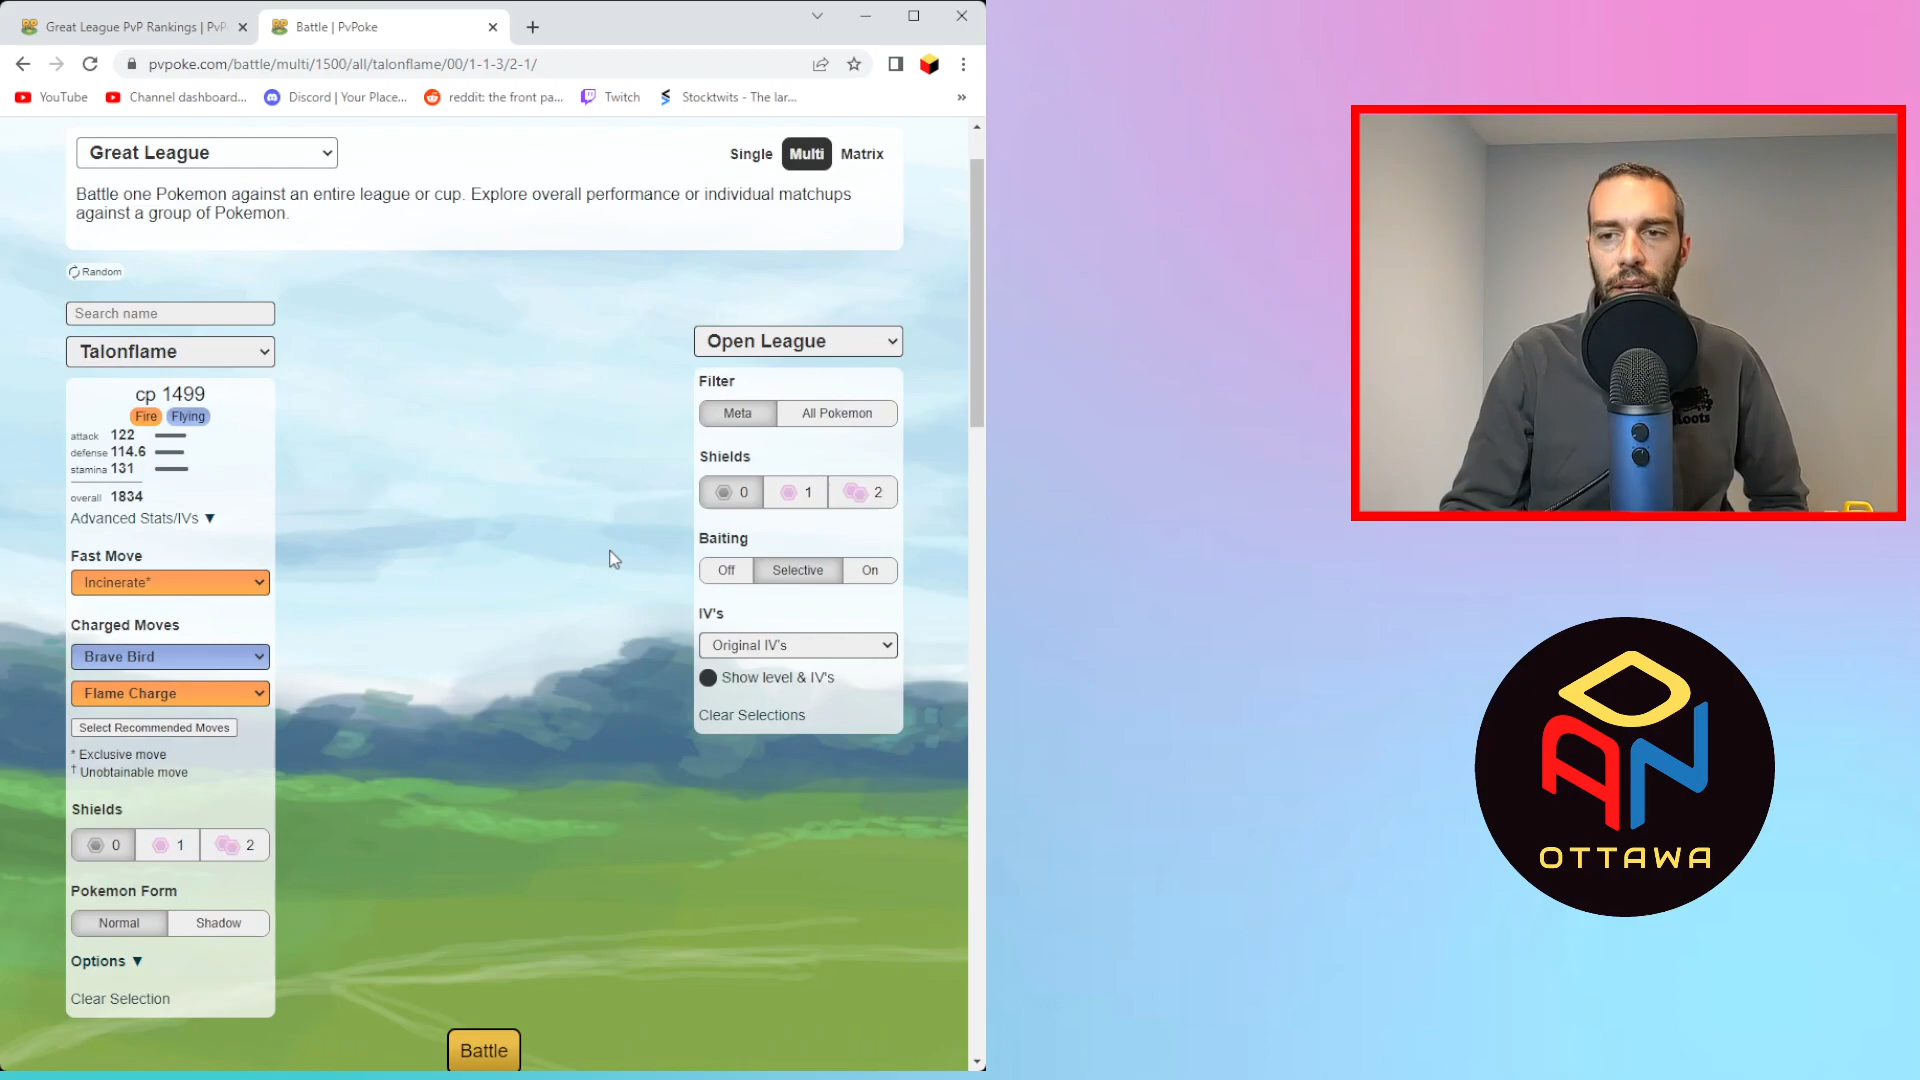 Great League PvP Rankings | PvP
Battle | PvPoke
pvpoke.com/battle/multi/1500/all/talonflame/00/1-1-3/2-1/
YouTube
Channel dashboard...
Discord | Your Place...
reddit: the front pa...
Twitch
Stocktwits - The lar...
»
Great League
Single
Multi
Matrix
Battle one Pokemon against an entire league or cup. Explore overall performance or individual matchups
against a group of Pokemon.
Random
Search name
Talonflame
cp 1499
Fire Flying
attack 122
defense 114.6
stamina 131
overall 1834
Advanced Stats/IVs ▼
Fast Move
Incinerate*
Charged Moves
Brave Bird
Flame Charge
Select Recommended Moves
* Exclusive move
† Unobtainable move
Shields
0 1 2
Pokemon Form
Normal Shadow
Options ▼
Clear Selection
Open League
Filter
Meta All Pokemon
Shields
0 1 2
Baiting
Off Selective On
IV's
Original IV's
Show level & IV's
Clear Selections
Battle
oots
DAN
OTTAWA